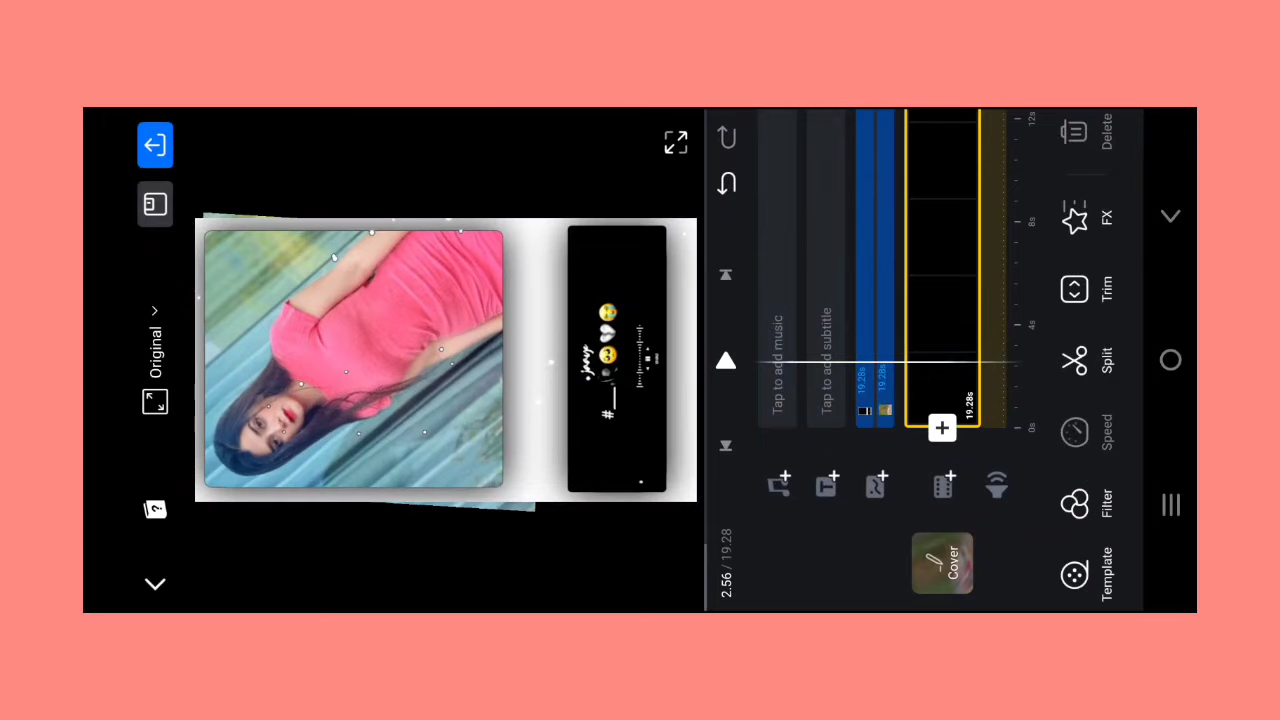 Original
#___
2.56 / 19.28
Tap to add music
Tap to add subtitle
19.28s
19.28s
19.28s
Cover
0s
4s
8s
12s
Template
Filter
Speed
Split
Trim
FX
Delete